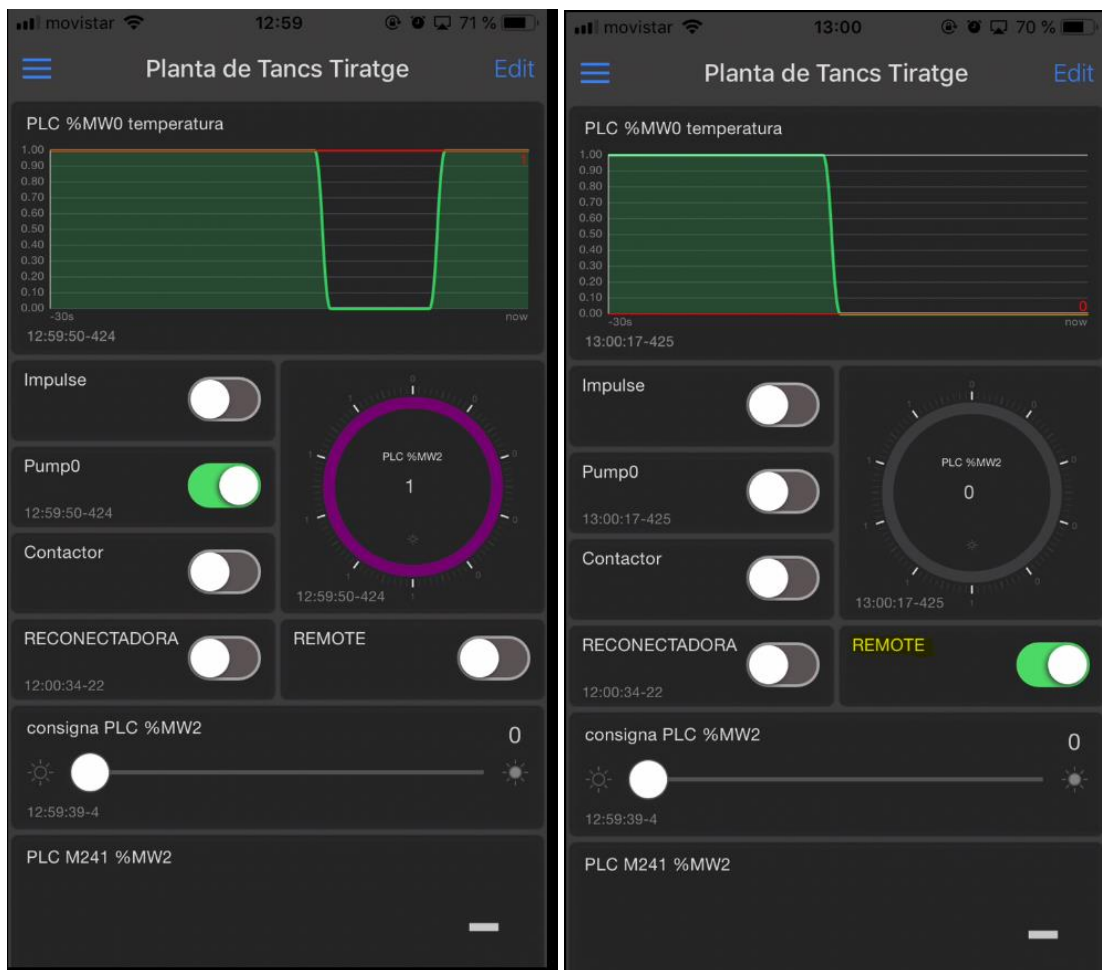 movistar 12:59 71 %
Planta de Tancs Tiratge Edit
PLC %MW0 temperatura
1.00
0.90
0.80
0.70
0.60
0.50
0.40
0.30
0.20
0.10
0.00
1
-30s now
12:59:50-424
Impulse
Pump0
12:59:50-424
Contactor
PLC %MW2
1
12:59:50-424
RECONECTADORA
12:00:34-22
REMOTE
consigna PLC %MW2 0
12:59:39-4
PLC M241 %MW2
movistar 13:00 70 %
Planta de Tancs Tiratge Edit
PLC %MW0 temperatura
1.00
0.90
0.80
0.70
0.60
0.50
0.40
0.30
0.20
0.10
0.00
0
-30s now
13:00:17-425
Impulse
Pump0
13:00:17-425
Contactor
PLC %MW2
0
13:00:17-425
RECONECTADORA
12:00:34-22
REMOTE
consigna PLC %MW2 0
12:59:39-4
PLC M241 %MW2